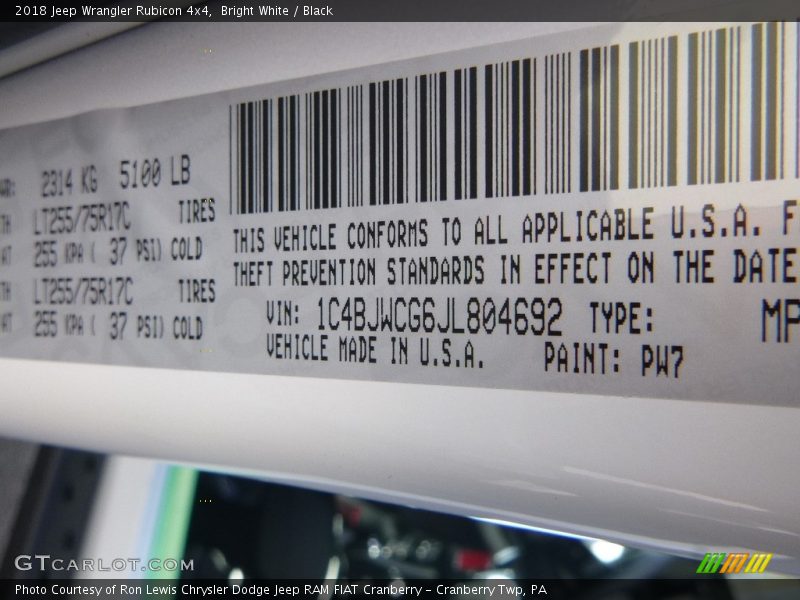 2018 Jeep Wrangler Rubicon 4x4, Bright White / Black
2314 KG 5100 LB
LT255/75R17C TIRES
255 KPA ( 37 PSI) COLD
LT255/75R17C TIRES
255 KPA ( 37 PSI) COLD
THIS VEHICLE CONFORMS TO ALL APPLICABLE U.S.A. F
THEFT PREVENTION STANDARDS IN EFFECT ON THE DATE
VIN: 1C4BJWCG6JL804692 TYPE: MP
VEHICLE MADE IN U.S.A. PAINT: PW7
GTCARLOT.COM
Photo Courtesy of Ron Lewis Chrysler Dodge Jeep RAM FIAT Cranberry – Cranberry Twp, PA